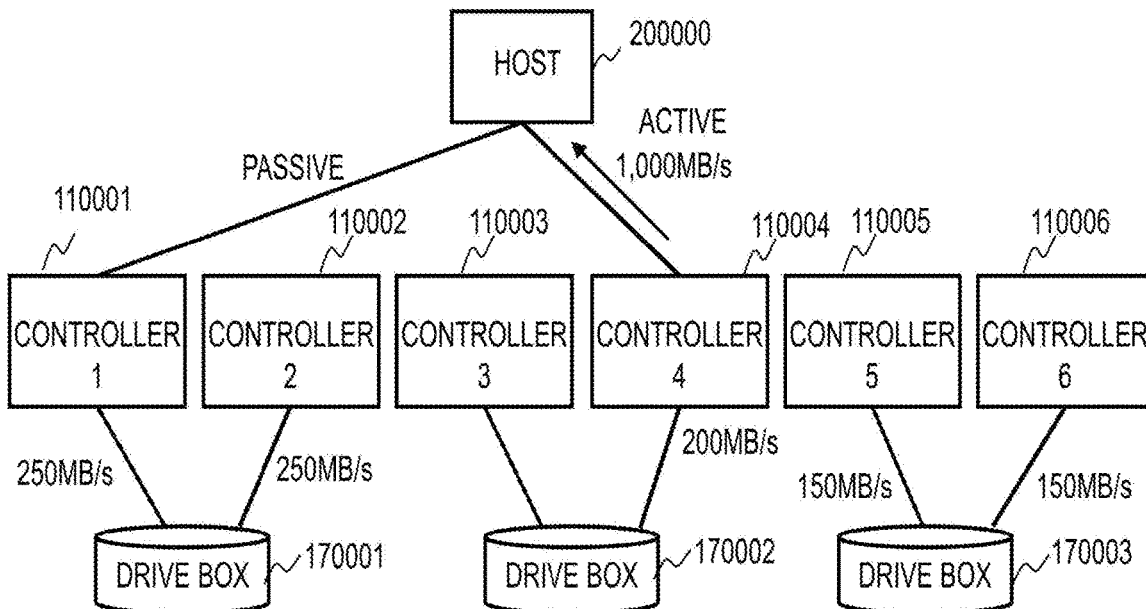 200000
HOST
ACTIVE
1,000MB/s
PASSIVE
110001
110002
110003
110004
110005
110006
CONTROLLER
1
CONTROLLER
2
CONTROLLER
3
CONTROLLER
4
CONTROLLER
5
CONTROLLER
6
250MB/s
250MB/s
200MB/s
150MB/s
150MB/s
DRIVE BOX
170001
DRIVE BOX
170002
DRIVE BOX
170003